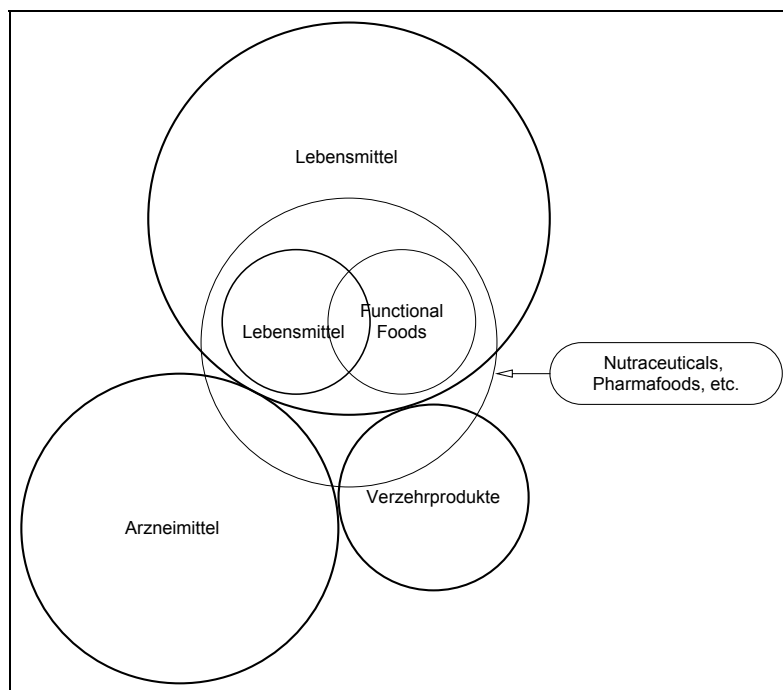 Lebensmittel
Lebensmittel
Functional
Foods
Nutraceuticals,
Pharmafoods, etc.
Verzehrprodukte
Arzneimittel